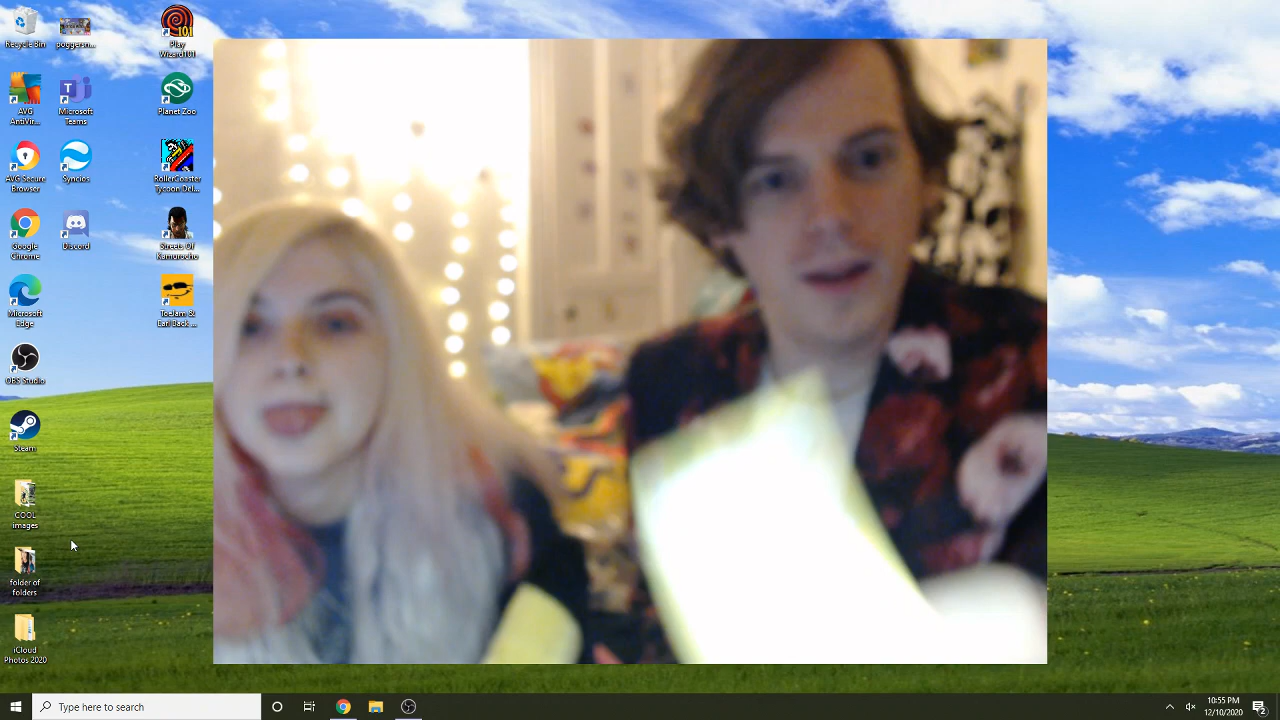 Recycle Bin
poggersn...
Play
Wizard101
AVG
AntiVir...
Microsoft
Teams
Planet Zoo
AVG Secure
Browser
Syncios
RollerCoaster
Tycoon Del...
Google
Chrome
Discord
Streets Of
Kamurocho
Microsoft
Edge
ToeJam &
Earl Back ...
OBS Studio
Steam
COOL
images
folder of
folders
iCloud
Photos 2020
Type here to search
10:55 PM
12/10/2020
2